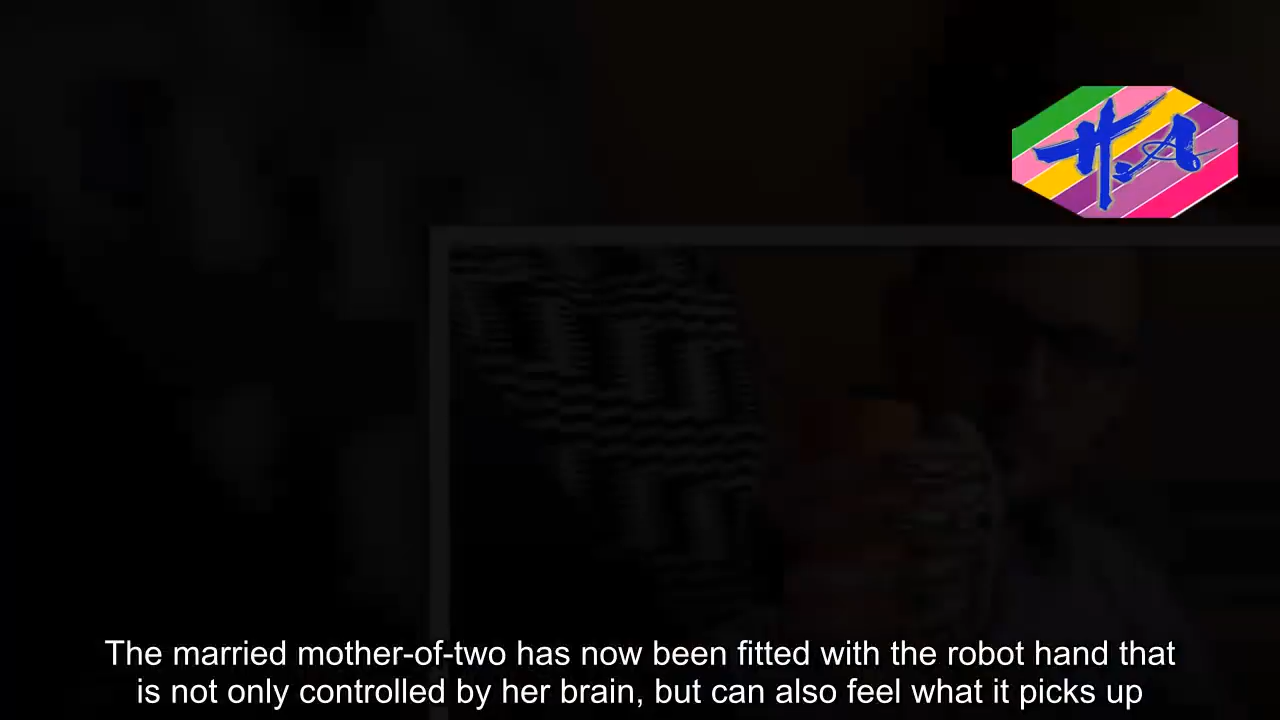 H.A
The married mother-of-two has now been fitted with the robot hand that
is not only controlled by her brain, but can also feel what it picks up